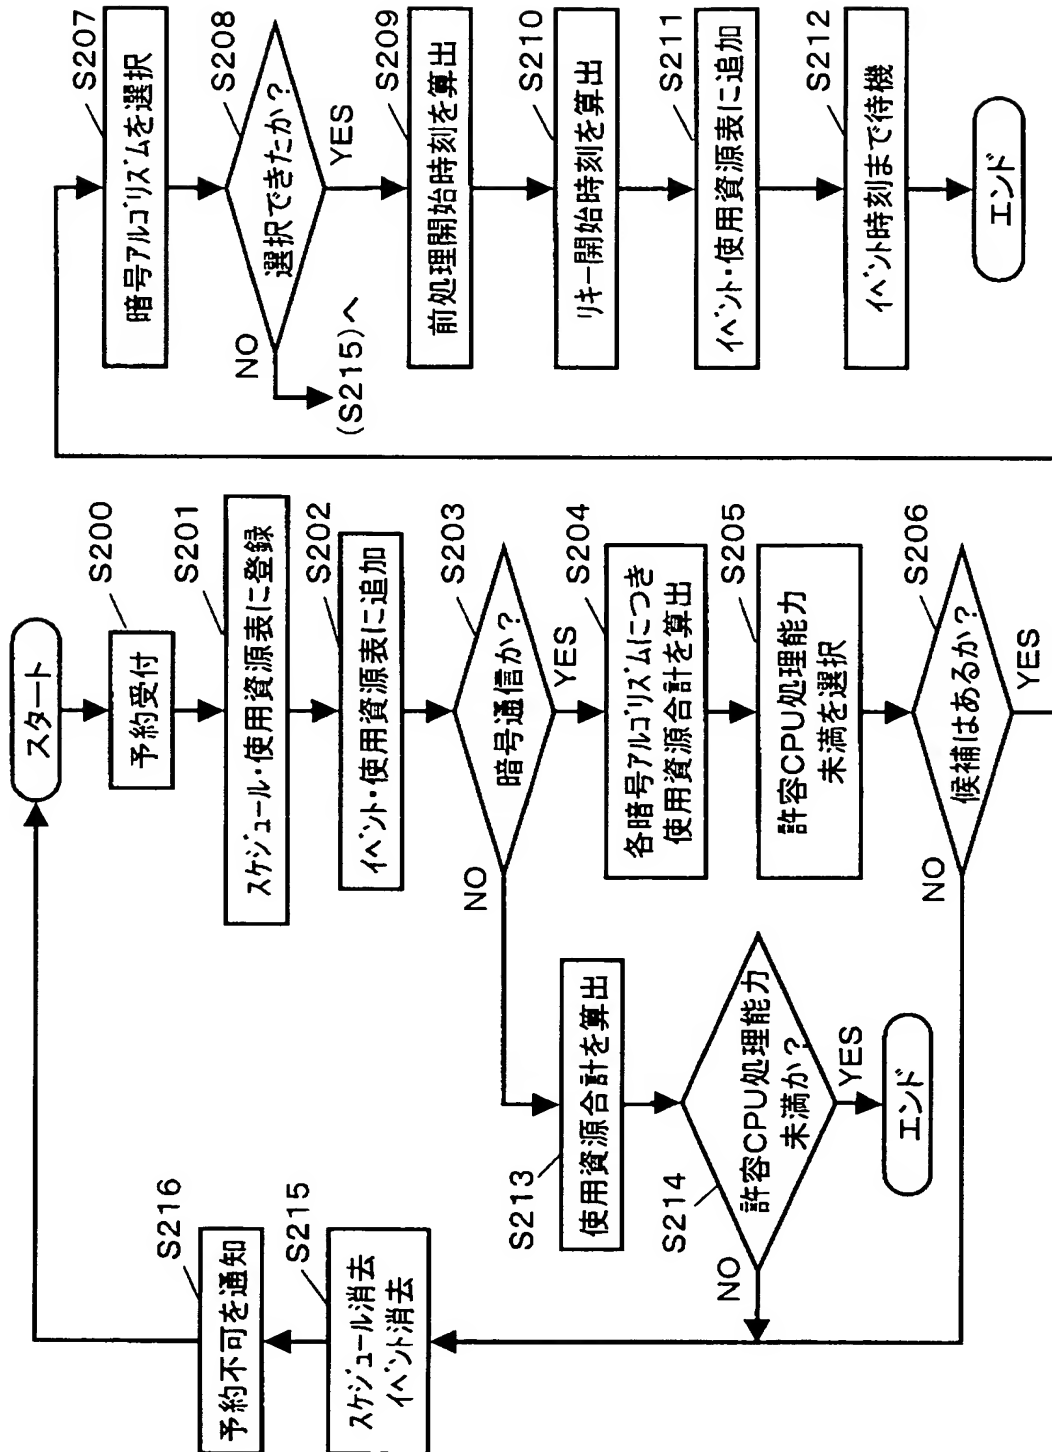 スタート
S200
予約受付
S201
スケジュール・使用資源表に登録
S202
イベント・使用資源表に追加
S203
暗号通信か?
YES
NO
S204
各暗号アルゴリズムにつき
使用資源合計を算出
S205
許容CPU処理能力
未満を選択
S206
候補はあるか?
YES
NO
S207
暗号アルゴリズムを選択
S208
選択できたか?
YES
NO
(S215)へ
S209
前処理開始時刻を算出
S210
リキー開始時刻を算出
S211
イベント・使用資源表に追加
S212
イベント時刻まで待機
エンド
S213
使用資源合計を算出
S214
許容CPU処理能力
未満か?
YES
NO
エンド
S215
スケジュール消去
イベント消去
S216
予約不可を通知